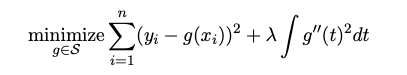 minimize_{g∈𝒮} ∑_{i=1}^{n} (y_i − g(x_i))² + λ ∫ g″(t)² dt